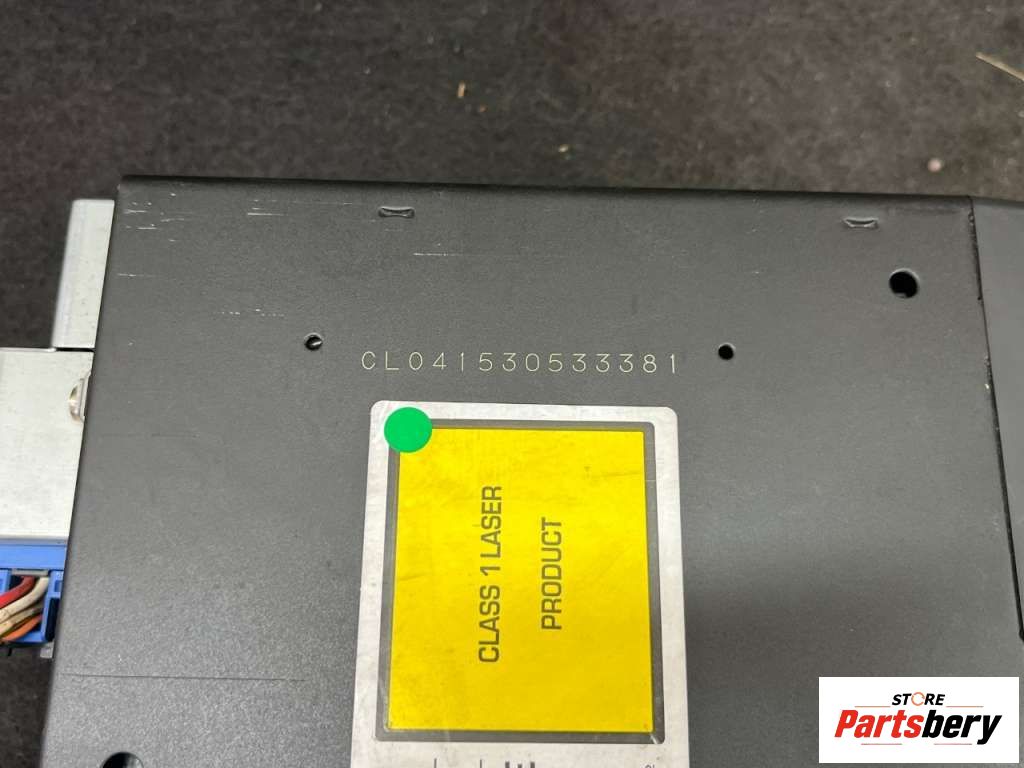 CL041530533381
CLASS 1 LASER
PRODUCT
STORE
Partsbery